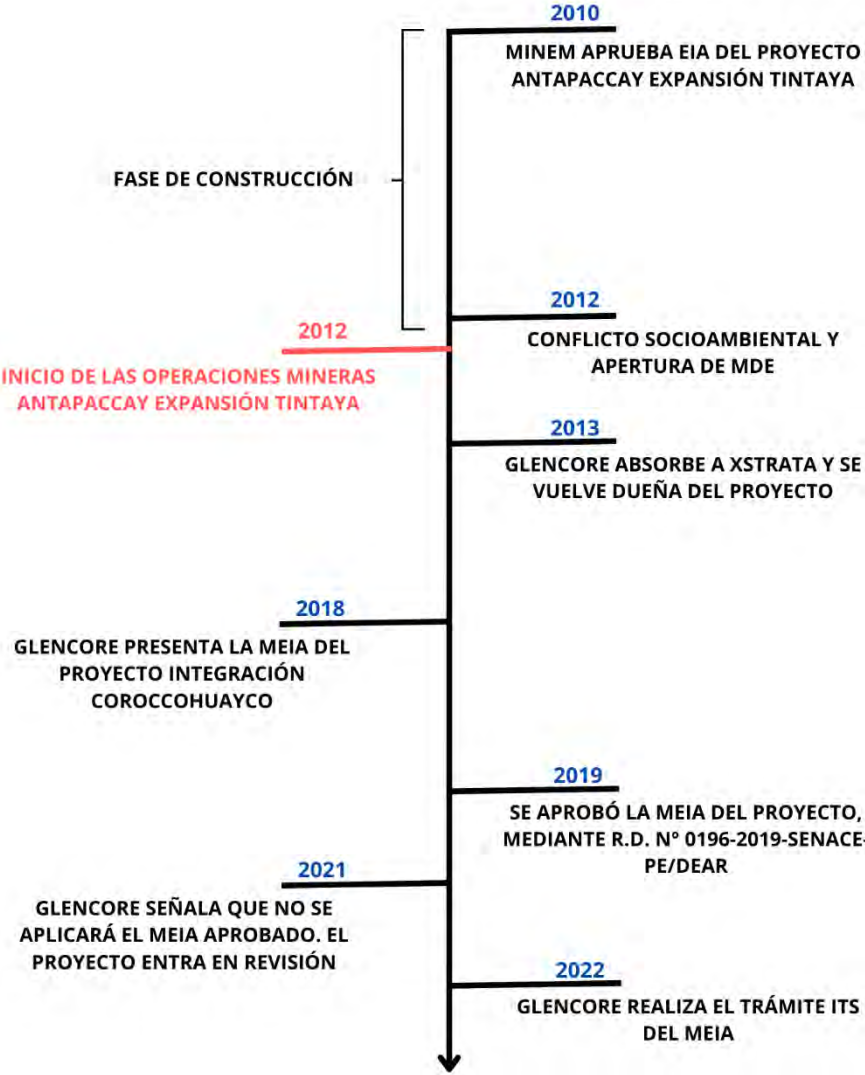 2010
MINEM APRUEBA EIA DEL PROYECTO
ANTAPACCAY EXPANSIÓN TINTAYA
FASE DE CONSTRUCCIÓN
2012
CONFLICTO SOCIOAMBIENTAL Y
APERTURA DE MDE
2012
INICIO DE LAS OPERACIONES MINERAS
ANTAPACCAY EXPANSIÓN TINTAYA
2013
GLENCORE ABSORBE A XSTRATA Y SE
VUELVE DUEÑA DEL PROYECTO
2018
GLENCORE PRESENTA LA MEIA DEL
PROYECTO INTEGRACIÓN
COROCCOHUAYCO
2019
SE APROBÓ LA MEIA DEL PROYECTO,
MEDIANTE R.D. N° 0196-2019-SENACE-
PE/DEAR
2021
GLENCORE SEÑALA QUE NO SE
APLICARÁ EL MEIA APROBADO. EL
PROYECTO ENTRA EN REVISIÓN
2022
GLENCORE REALIZA EL TRÁMITE ITS
DEL MEIA